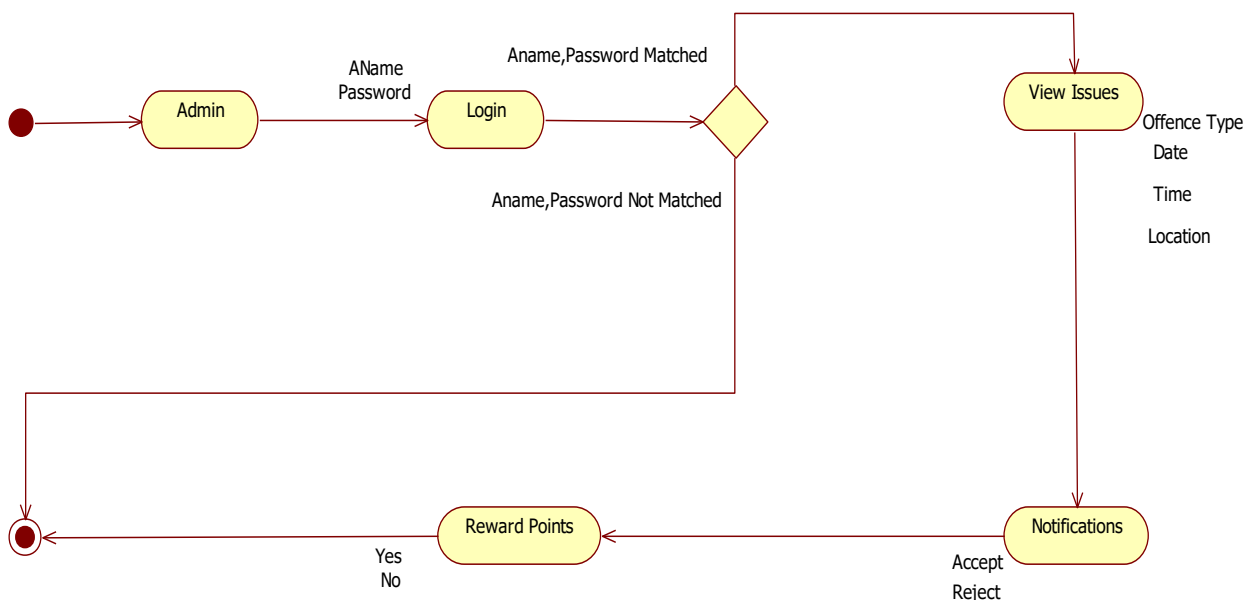 Admin
AName
Password
Login
Aname,Password Matched
View Issues
Offence Type
Date
Time
Location
Aname,Password Not Matched
Notifications
Accept
Reject
Reward Points
Yes
No